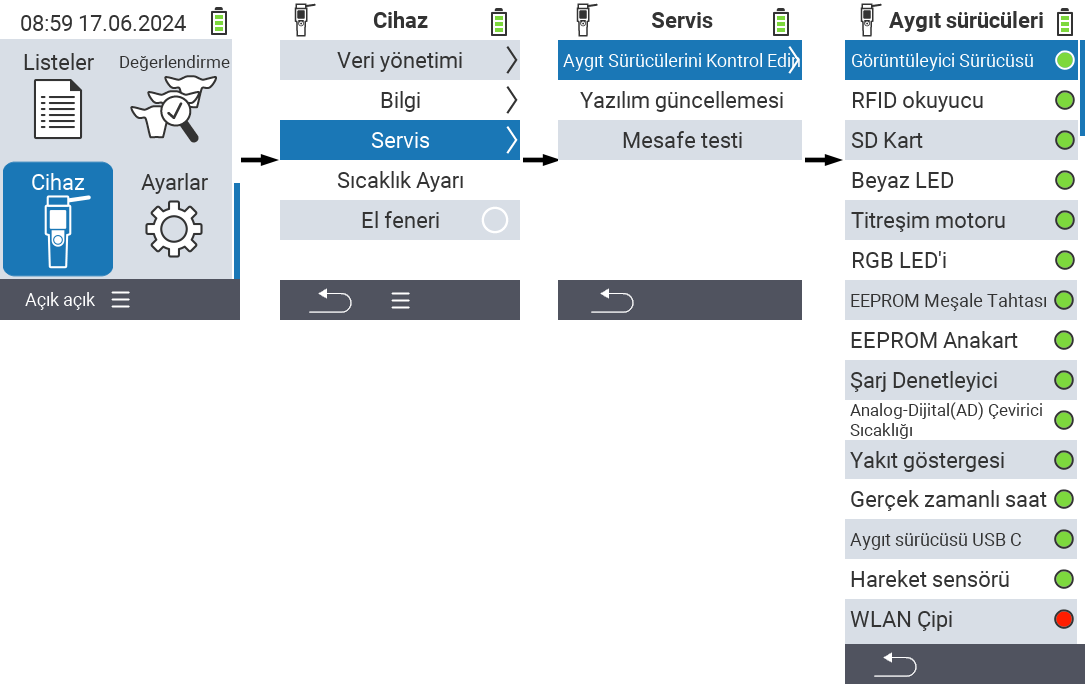 08:59 17.06.2024
Listeler
Değerlendirme
Cihaz
Ayarlar
Açık açık
Cihaz
Veri yönetimi
Bilgi
Servis
Sıcaklık Ayarı
El feneri
Servis
Aygıt Sürücülerini Kontrol Edin
Yazılım güncellemesi
Mesafe testi
Aygıt sürücüleri
Görüntüleyici Sürücüsü
RFID okuyucu
SD Kart
Beyaz LED
Titreşim motoru
RGB LED'i
EEPROM Meşale Tahtası
EEPROM Anakart
Şarj Denetleyici
Analog-Dijital(AD) Çevirici
Sıcaklığı
Yakıt göstergesi
Gerçek zamanlı saat
Aygıt sürücüsü USB C
Hareket sensörü
WLAN Çipi